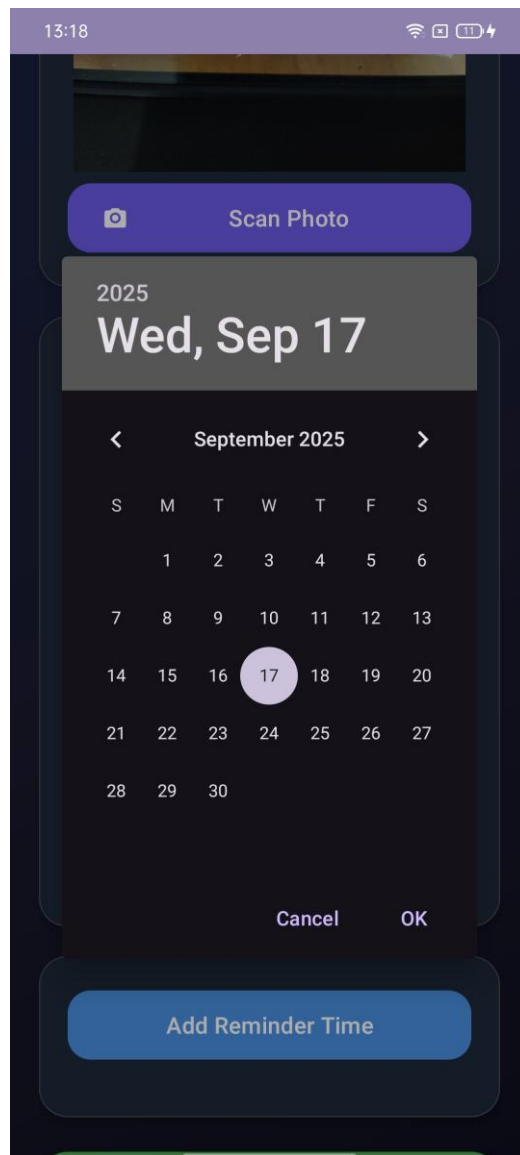 13:18
11
Scan Photo
2025
Wed, Sep 17
September 2025
S M T W T F S
1 2 3 4 5 6
7 8 9 10 11 12 13
14 15 16 17 18 19 20
21 22 23 24 25 26 27
28 29 30
Cancel OK
Add Reminder Time